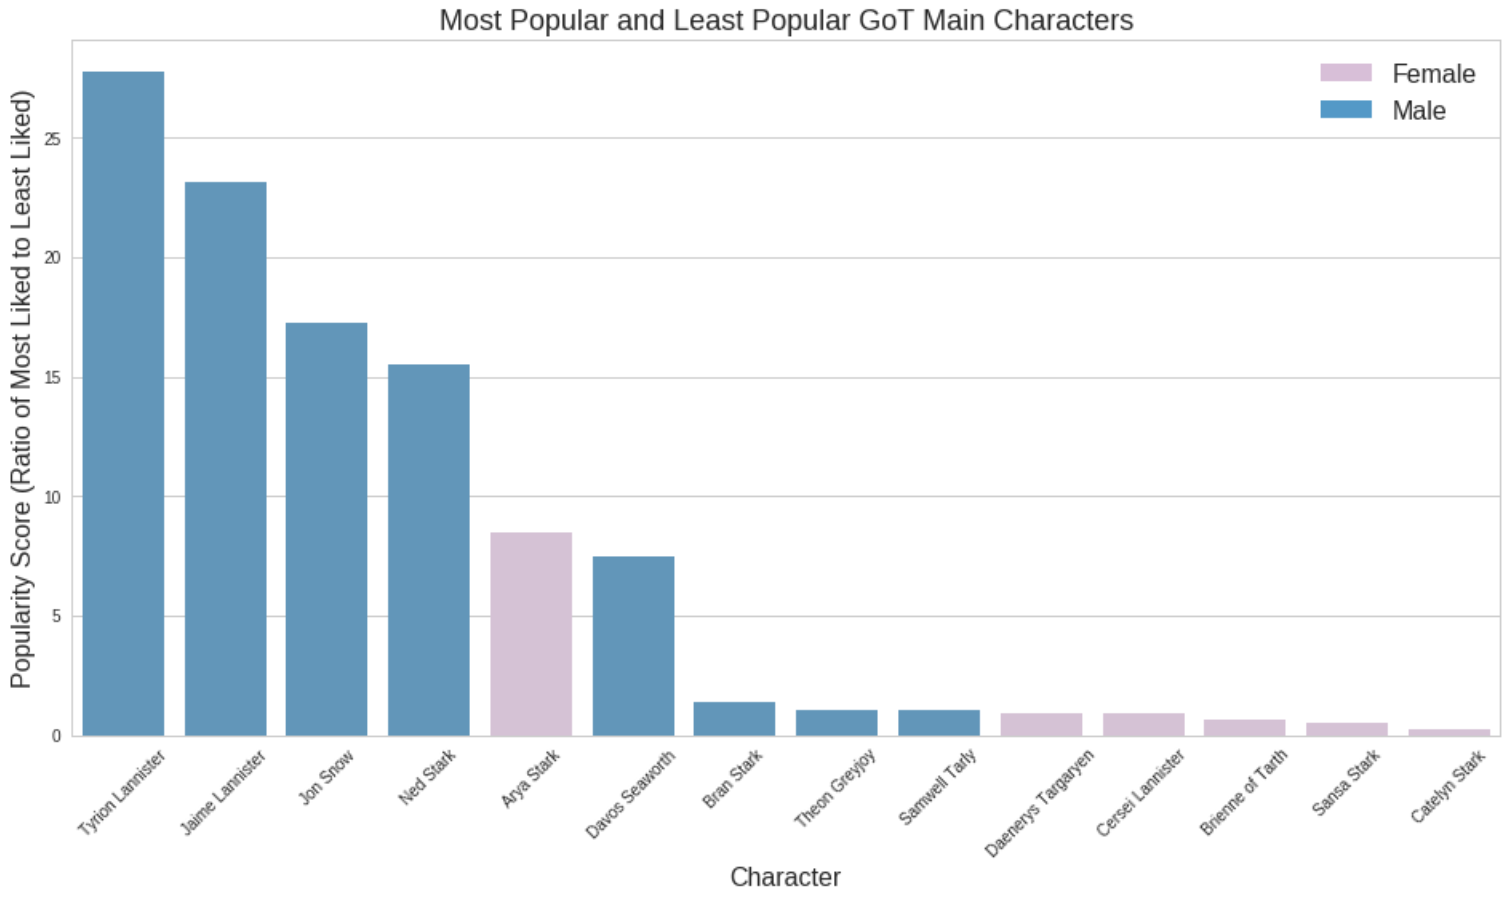 Most Popular and Least Popular GoT Main Characters
Female
Male
Popularity Score (Ratio of Most Liked to Least Liked)
25
20
15
10
5
0
Tyrion Lannister
Jaime Lannister
Jon Snow
Ned Stark
Arya Stark
Davos Seaworth
Bran Stark
Theon Greyjoy
Samwell Tarly
Daenerys Targaryen
Cersei Lannister
Brienne of Tarth
Sansa Stark
Catelyn Stark
Character